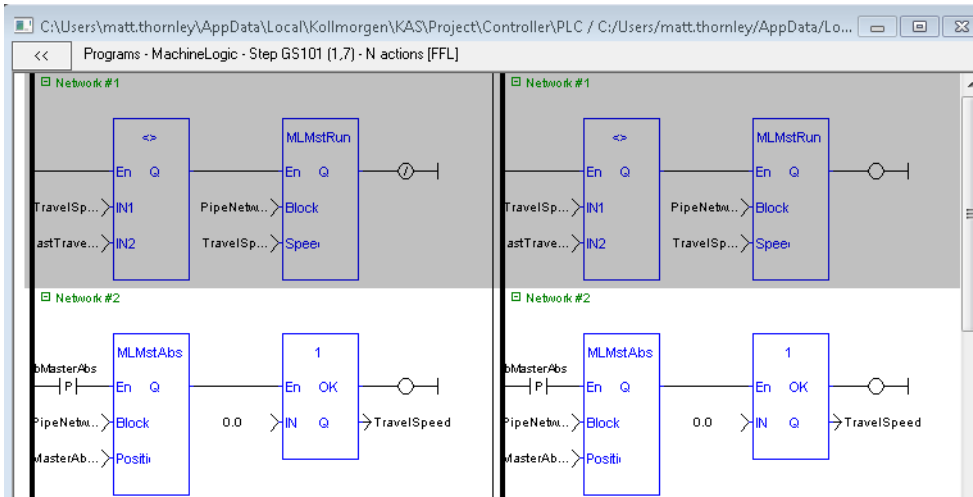 C:\Users\matt.thornley\AppData\Local\Kollmorgen\KAS\Project\Controller\PLC / C:/Users/matt.thornley/AppData/Lo...
<< Programs - MachineLogic - Step GS101 (1,7) - N actions [FFL]
Network #1 Network #1
<> MLMstRun <> MLMstRun
En Q En Q / En Q En Q
TravelSp... IN1 PipeNetw... Block TravelSp... IN1 PipeNetw... Block
astTrave... IN2 TravelSp... Speed astTrave... IN2 TravelSp... Speed
Network #2 Network #2
MLMstAbs 1 MLMstAbs 1
bMasterAbs bMasterAbs
P En Q En OK P En Q En OK
PipeNetw... Block 0.0 IN Q TravelSpeed PipeNetw... Block 0.0 IN Q TravelSpeed
MasterAb... Positi MasterAb... Positi